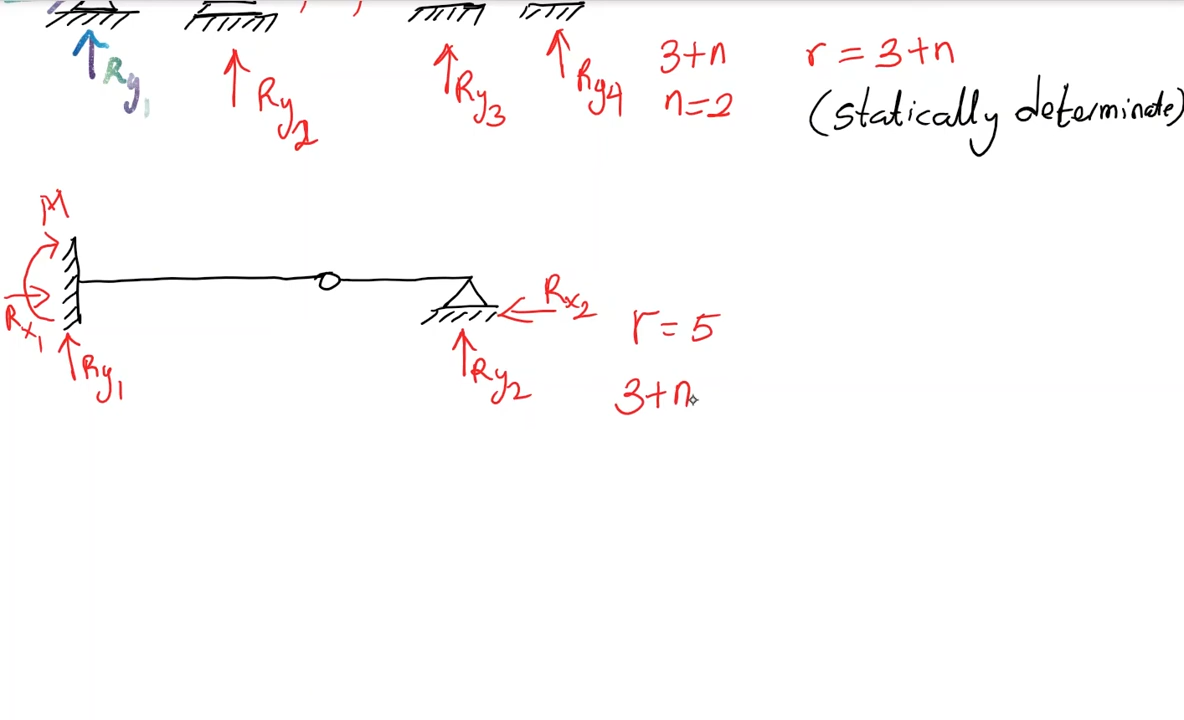 Ry1 Ry2 Ry3 Ry4 3+n r = 3+n
n=2 (statically determinate)
M
Rx1 Rx2 r = 5
Ry1 Ry2 3+n